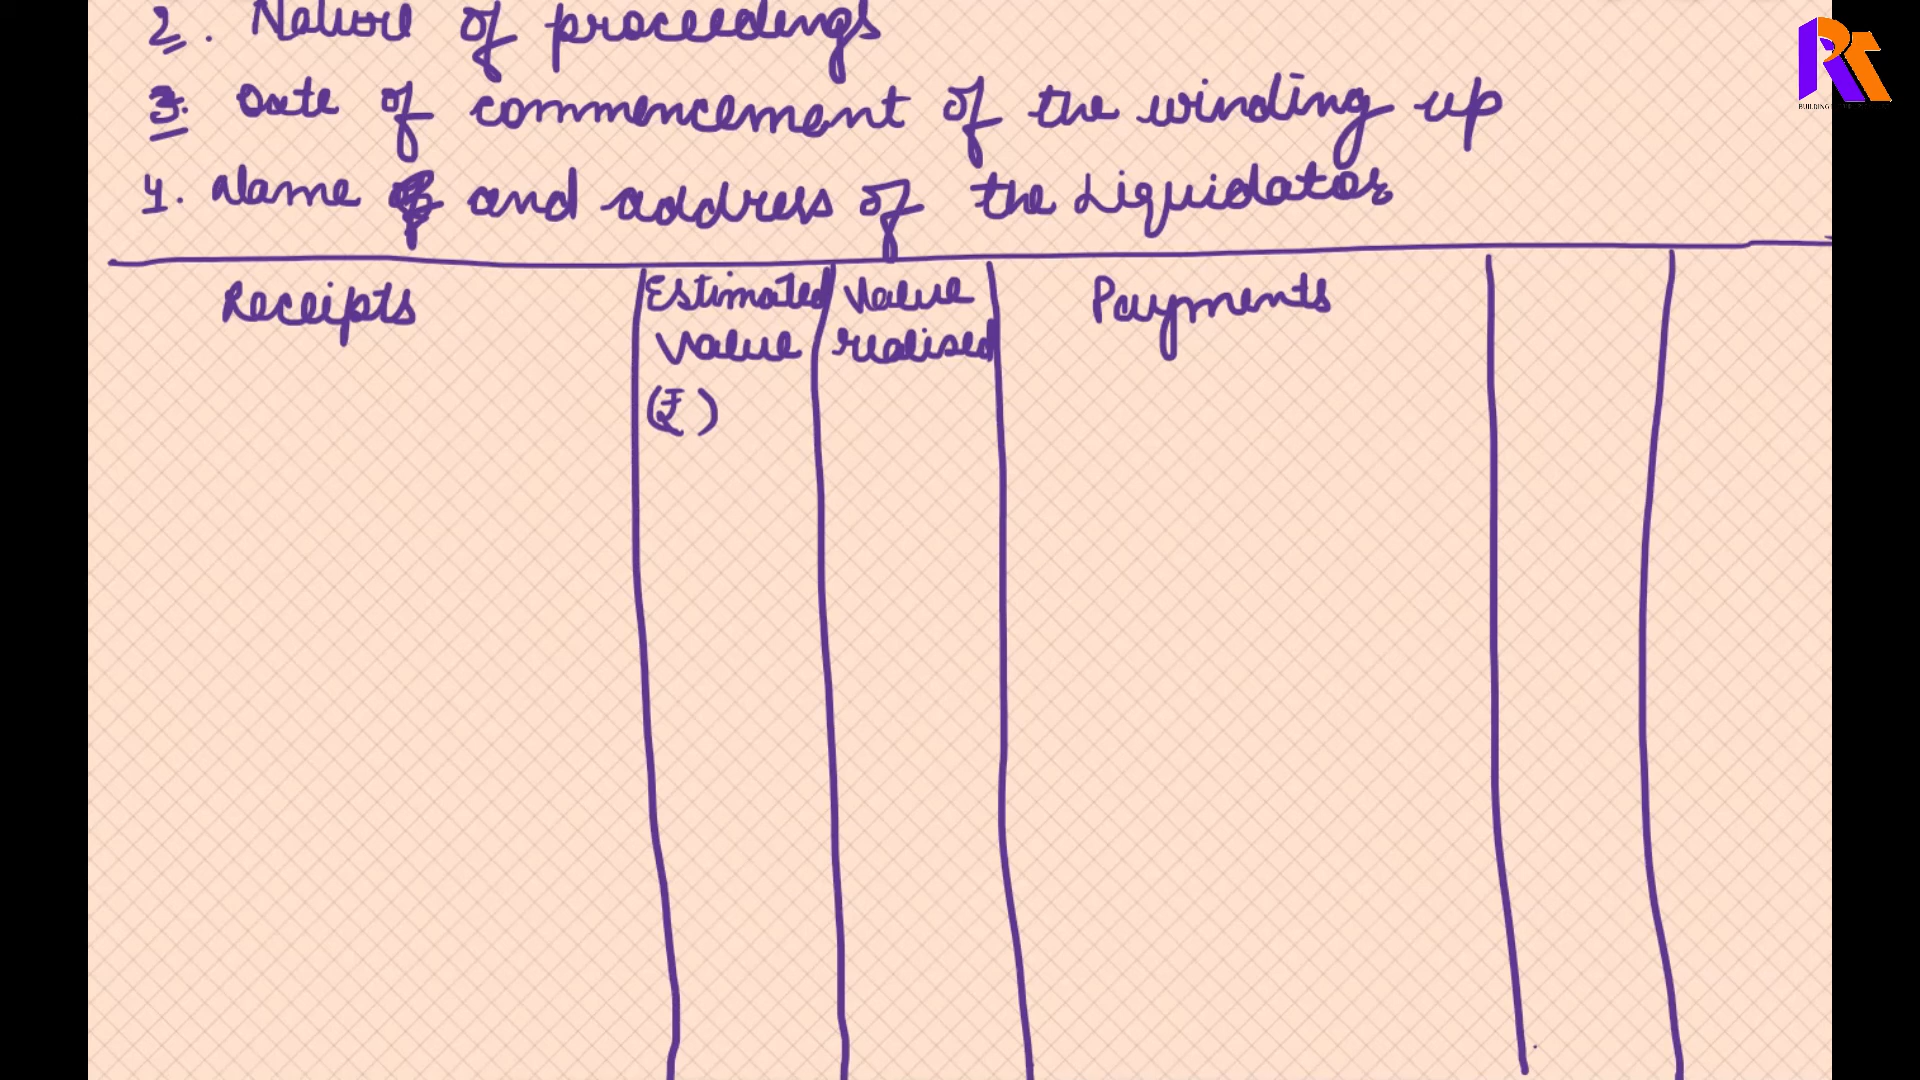 2. Nature of proceedings
3. Date of commencement of the winding up
4. Name and address of the Liquidator
Receipts Estimated Value Payments
Value realised
(₹)